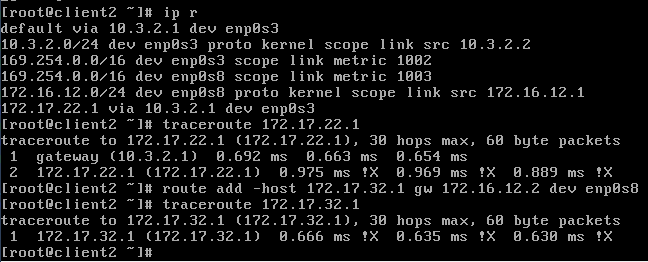 [root@client2 ~]# ip r
default via 10.3.2.1 dev enp0s3
10.3.2.0/24 dev enp0s3 proto kernel scope link src 10.3.2.2
169.254.0.0/16 dev enp0s3 scope link metric 1002
169.254.0.0/16 dev enp0s8 scope link metric 1003
172.16.12.0/24 dev enp0s8 proto kernel scope link src 172.16.12.1
172.17.22.1 via 10.3.2.1 dev enp0s3
[root@client2 ~]# traceroute 172.17.22.1
traceroute to 172.17.22.1 (172.17.22.1), 30 hops max, 60 byte packets
1 gateway (10.3.2.1) 0.692 ms 0.663 ms 0.654 ms
2 172.17.22.1 (172.17.22.1) 0.975 ms !X 0.969 ms !X 0.889 ms !X
[root@client2 ~]# route add -host 172.17.32.1 gw 172.16.12.2 dev enp0s8
[root@client2 ~]# traceroute 172.17.32.1
traceroute to 172.17.32.1 (172.17.32.1), 30 hops max, 60 byte packets
1 172.17.32.1 (172.17.32.1) 0.666 ms !X 0.635 ms !X 0.630 ms !X
[root@client2 ~]#